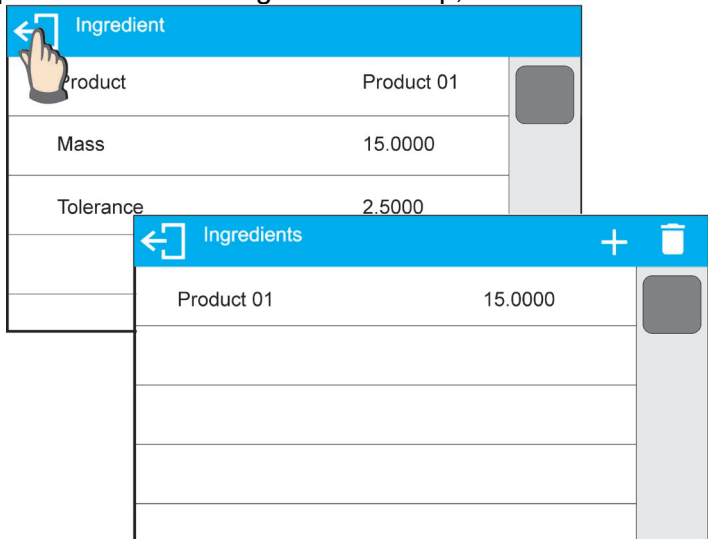 Ingredient
Product Product 01
Mass 15.0000
Tolerance 2.5000
Ingredients
Product 01 15.0000